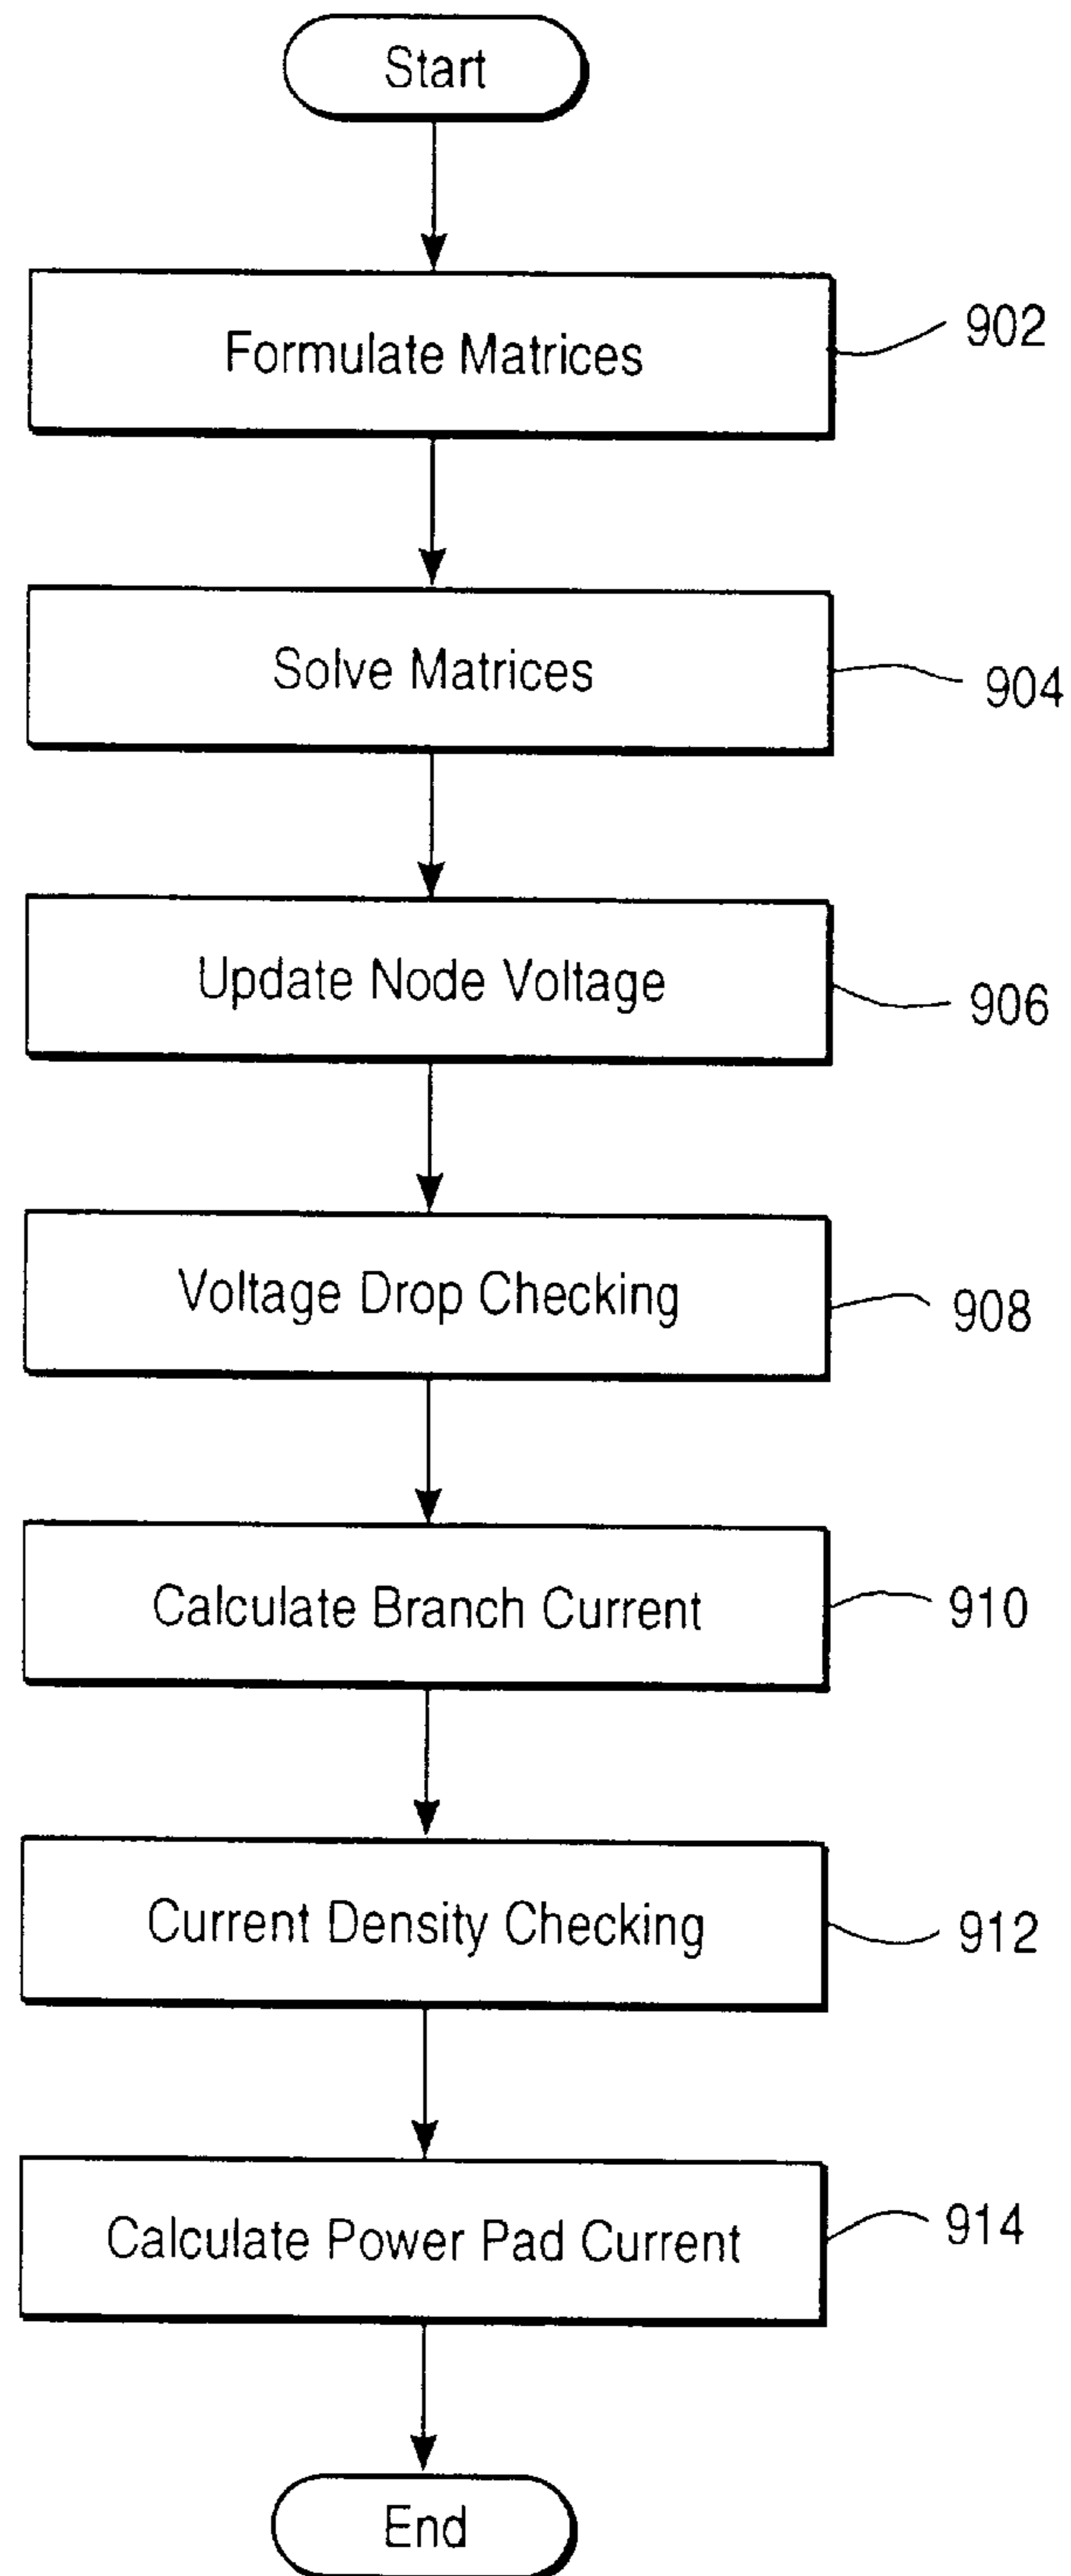 Start
Formulate Matrices
902
Solve Matrices
904
Update Node Voltage
906
Voltage Drop Checking
908
Calculate Branch Current
910
Current Density Checking
912
Calculate Power Pad Current
914
End